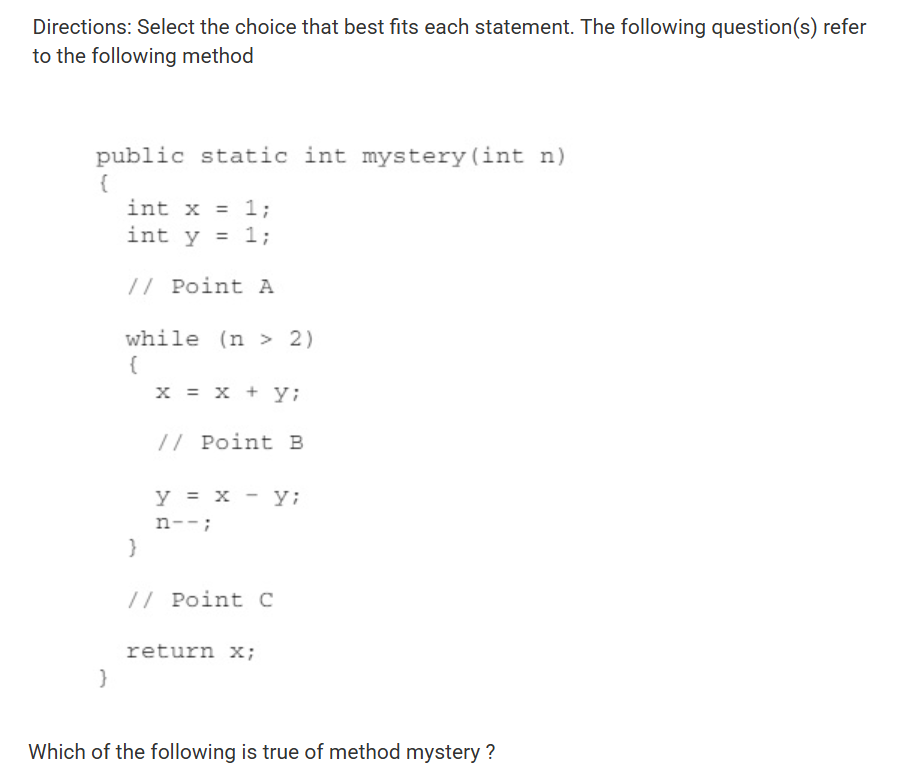 Directions: Select the choice that best fits each statement. The following question(s) refer
to the following method
public static int mystery(int n)
{
int x = 1;
int y = 1;
// Point A
while (n > 2)
{
x = x + y;
// Point B
y = x - y;
n--;
}
// Point C
return x;
}
Which of the following is true of method mystery ?